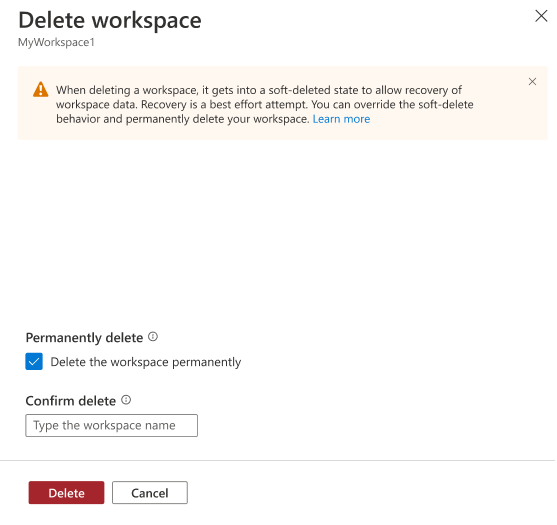 Delete workspace
MyWorkspace1
When deleting a workspace, it gets into a soft-deleted state to allow recovery of
workspace data. Recovery is a best effort attempt. You can override the soft-delete
behavior and permanently delete your workspace. Learn more
Permanently delete
Delete the workspace permanently
Confirm delete
Type the workspace name
Delete Cancel